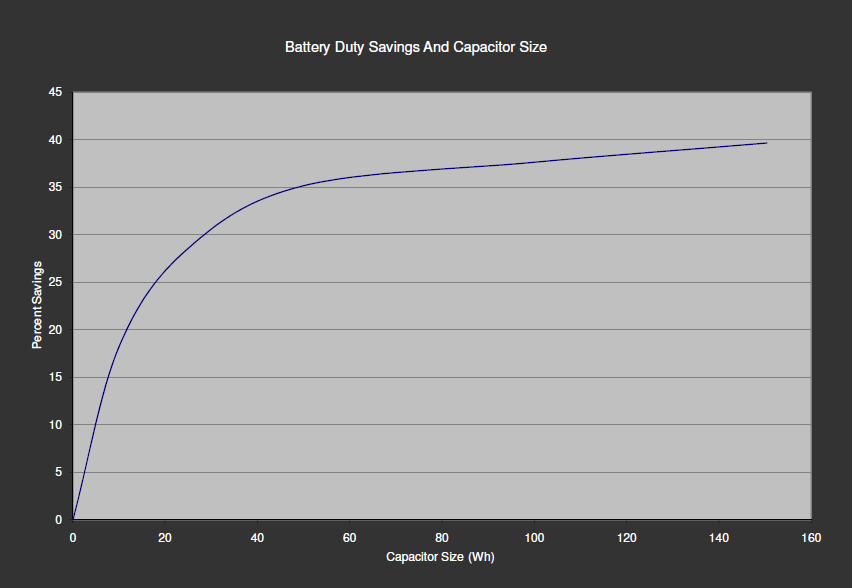 Battery Duty Savings And Capacitor Size
45
40
35
30
25
20
15
10
5
0
Percent Savings
0 20 40 60 80 100 120 140 160
Capacitor Size (Wh)